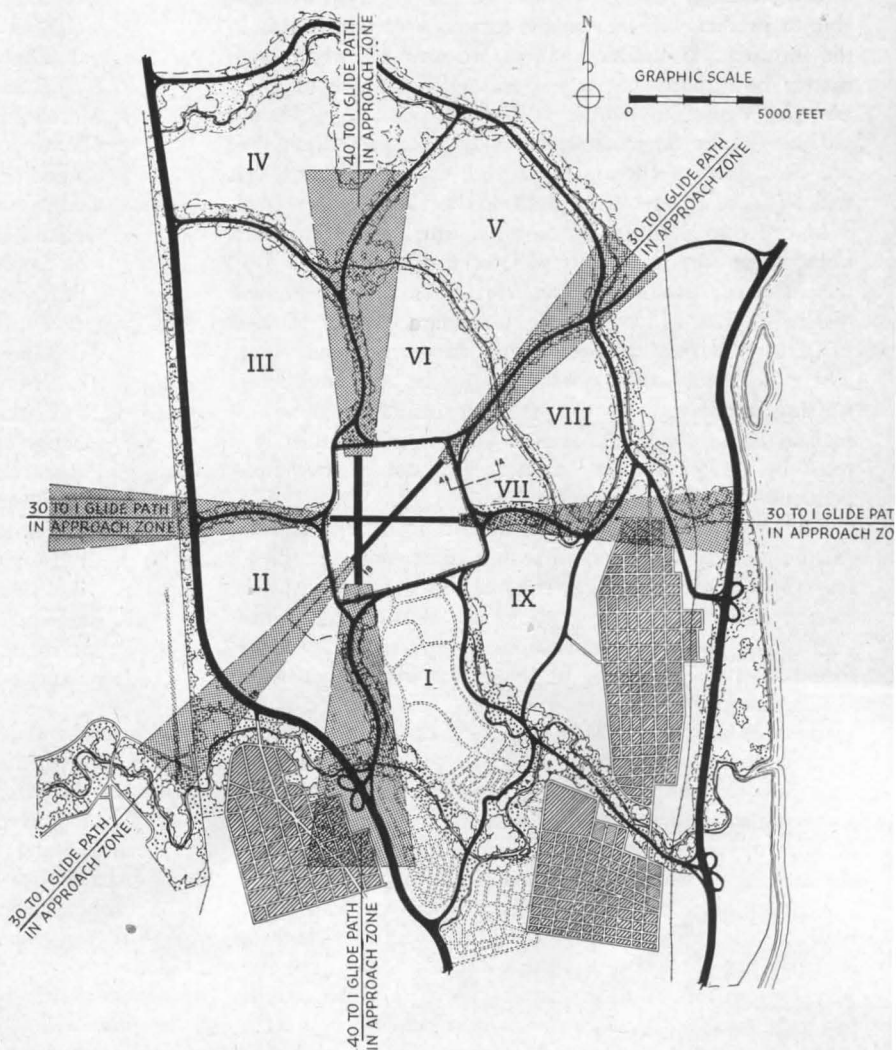 N
GRAPHIC SCALE
0 5000 FEET
40 TO 1 GLIDE PATH
IN APPROACH ZONE
30 TO 1 GLIDE PATH
IN APPROACH ZONE
IV
V
III
VI
VIII
VII
A
A
30 TO 1 GLIDE PATH
IN APPROACH ZONE
30 TO 1 GLIDE PAT
IN APPROACH ZO
II
IX
I
30 TO 1 GLIDE PATH
IN APPROACH ZONE
40 TO 1 GLIDE PATH
IN APPROACH ZONE